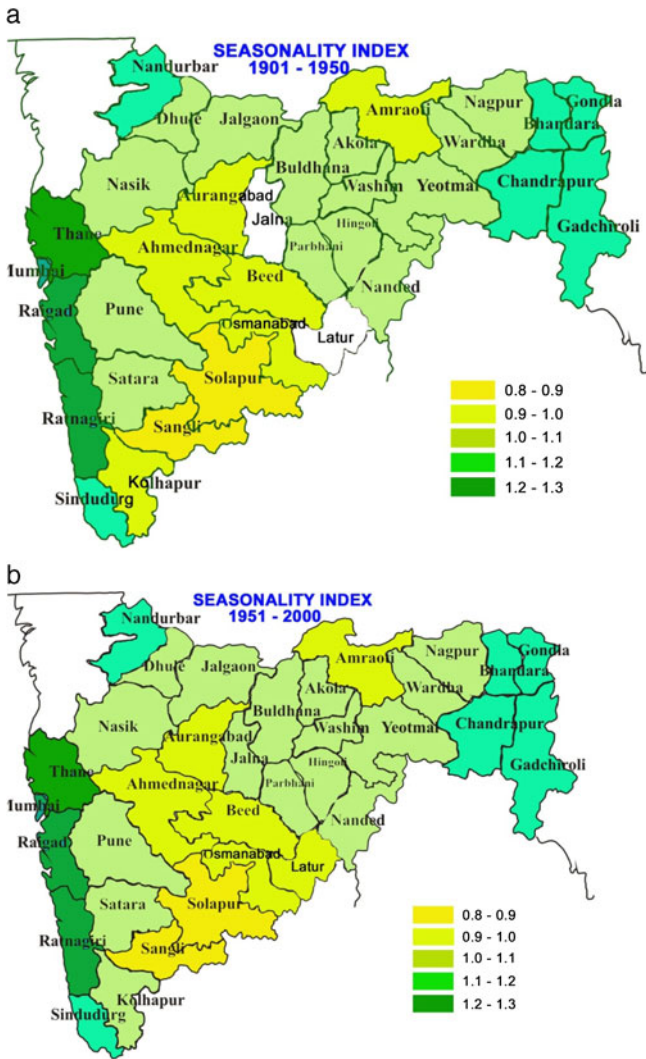 a
SEASONALITY INDEX
1901 - 1950
Nandurbar
Dhule
Jalgaon
Amraoti
Nagpur
Gondia
Bhandara
Akola
Wardha
Buldhana
Nasik
Washim
Yeotmal
Chandrapur
Aurangabad
Jalna
Hingoli
Gadchiroli
Thane
Ahmednagar
Parbhani
Mumbai
Beed
Nanded
Raigad
Pune
Osmanabad
Latur
Satara
Solapur
Ratnagiri
Sangli
Kolhapur
Sindudurg
0.8 - 0.9
0.9 - 1.0
1.0 - 1.1
1.1 - 1.2
1.2 - 1.3
b
SEASONALITY INDEX
1951 - 2000
Nandurbar
Dhule
Jalgaon
Amraoti
Nagpur
Gondia
Bhandara
Akola
Wardha
Buldhana
Nasik
Washim
Yeotmal
Chandrapur
Aurangabad
Jalna
Hingoli
Gadchiroli
Thane
Ahmednagar
Parbhani
Mumbai
Beed
Nanded
Raigad
Pune
Osmanabad
Latur
Satara
Solapur
Ratnagiri
Sangli
Kolhapur
Sindudurg
0.8 - 0.9
0.9 - 1.0
1.0 - 1.1
1.1 - 1.2
1.2 - 1.3